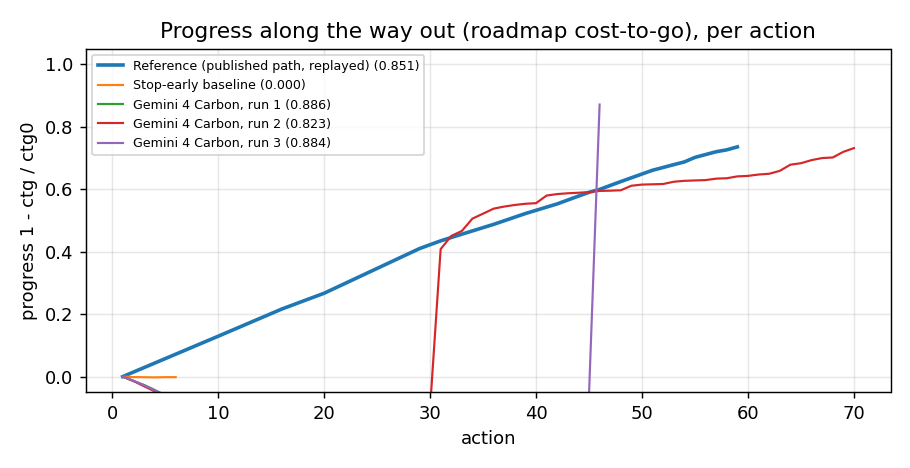 Progress along the way out (roadmap cost-to-go), per action
Reference (published path, replayed) (0.851)
Stop-early baseline (0.000)
Gemini 4 Carbon, run 1 (0.886)
Gemini 4 Carbon, run 2 (0.823)
Gemini 4 Carbon, run 3 (0.884)
progress 1 - ctg / ctg0
1.0
0.8
0.6
0.4
0.2
0.0
0 10 20 30 40 50 60 70
action